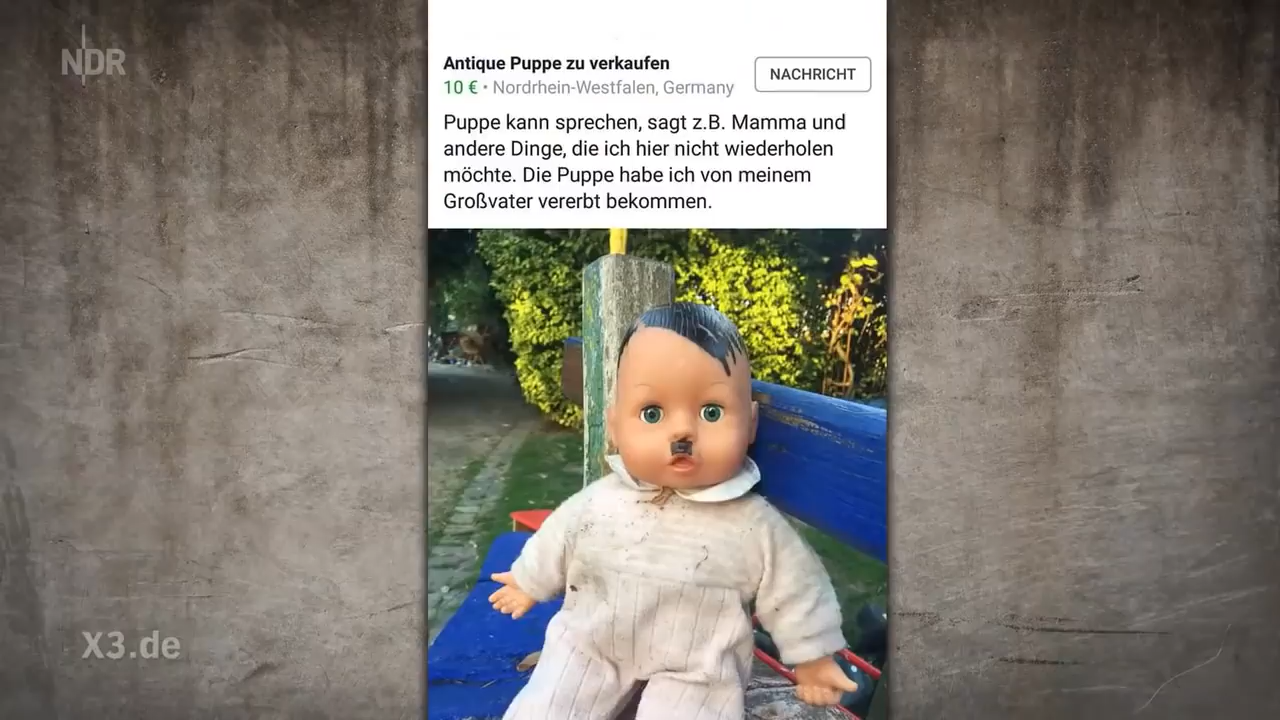 NDR
Antique Puppe zu verkaufen
10 € • Nordrhein-Westfalen, Germany
NACHRICHT
Puppe kann sprechen, sagt z.B. Mamma und
andere Dinge, die ich hier nicht wiederholen
möchte. Die Puppe habe ich von meinem
Großvater vererbt bekommen.
X3.de